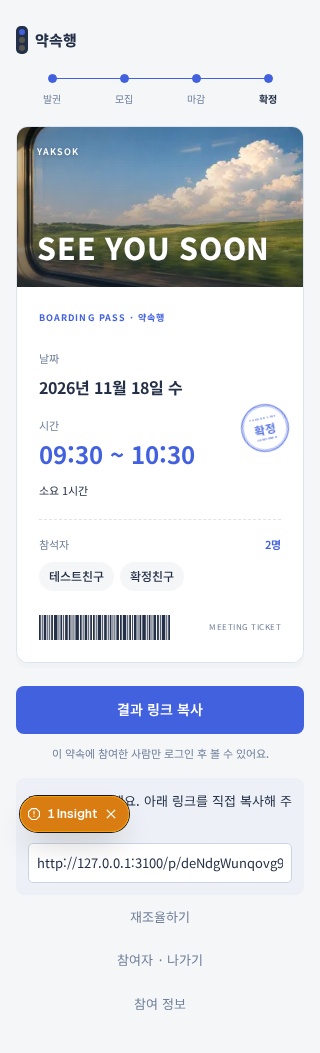 약속행
발권 모집 마감 확정
YAKSOK
SEE YOU SOON
BOARDING PASS · 약속행
날짜
2026년 11월 18일 수
시간
09:30 ~ 10:30
확정
소요 1시간
참석자 2명
테스트친구 확정친구
MEETING TICKET
결과 링크 복사
이 약속에 참여한 사람만 로그인 후 볼 수 있어요.
요. 아래 링크를 직접 복사해 주
1 Insight
http://127.0.0.1:3100/p/deNdgWunqovg9
재조율하기
참여자 · 나가기
참여 정보